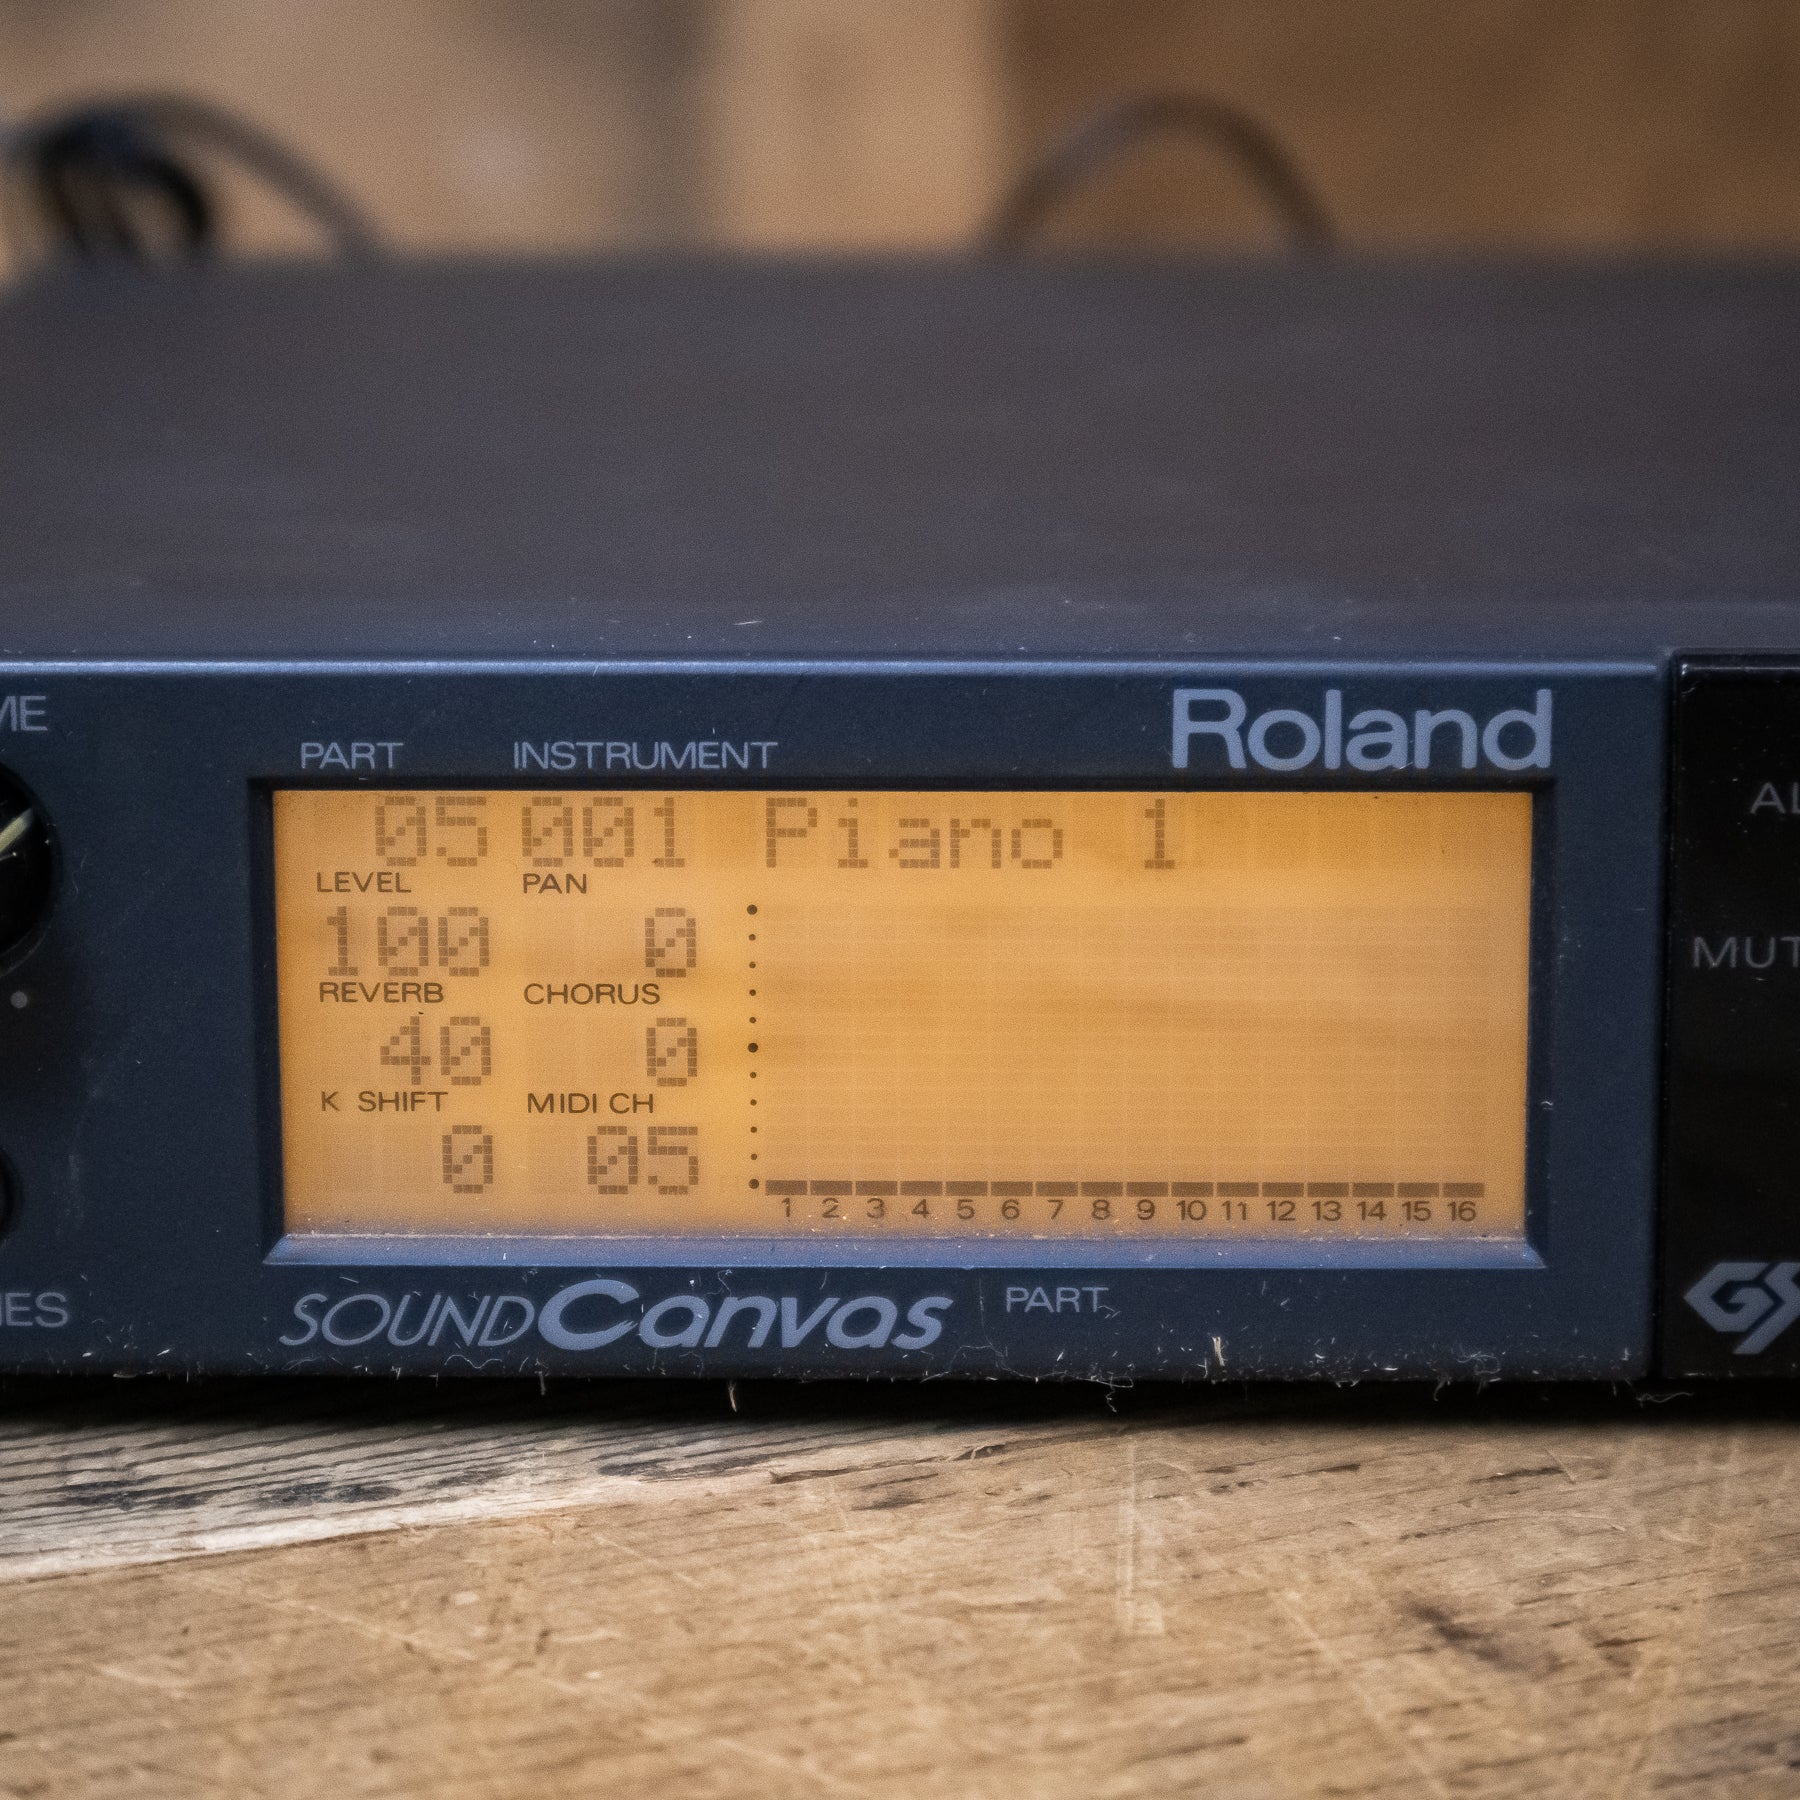 Roland
PART INSTRUMENT
05 001 Piano 1
LEVEL PAN
100 0
REVERB CHORUS
40 0
K SHIFT MIDI CH
0 05
1 2 3 4 5 6 7 8 9 10 11 12 13 14 15 16
SOUND Canvas PART
AL
MUT
GS
ME
IES